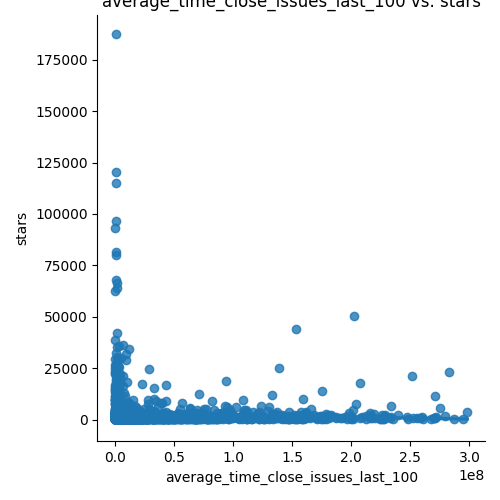 average_time_close_issues_last_100 vs. stars
175000
150000
125000
100000
75000
50000
25000
0
stars
0.0 0.5 1.0 1.5 2.0 2.5 3.0
1e8
average_time_close_issues_last_100